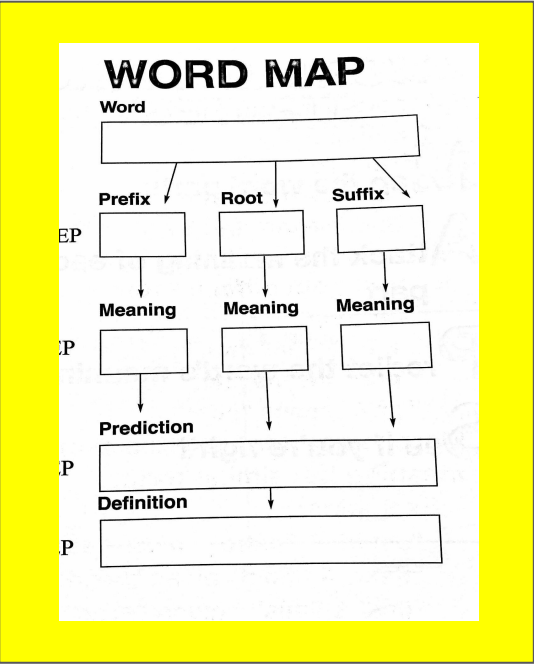 WORD MAP
Word
Prefix Root Suffix
EP
Meaning Meaning Meaning
EP
Prediction
EP
Definition
EP